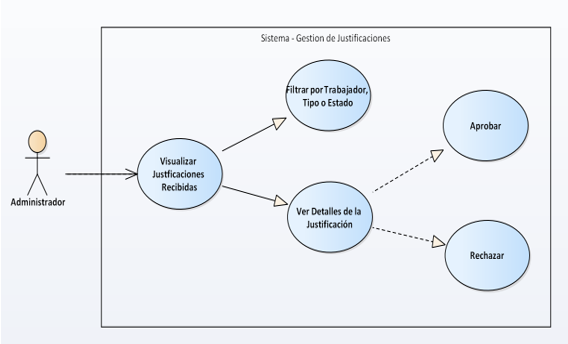 Sistema - Gestion de Justificaciones
Filtrar por Trabajador,
Tipo o Estado
Aprobar
Visualizar
Justficaciones
Recibidas
Administrador
Ver Detalles de la
Justificación
Rechazar